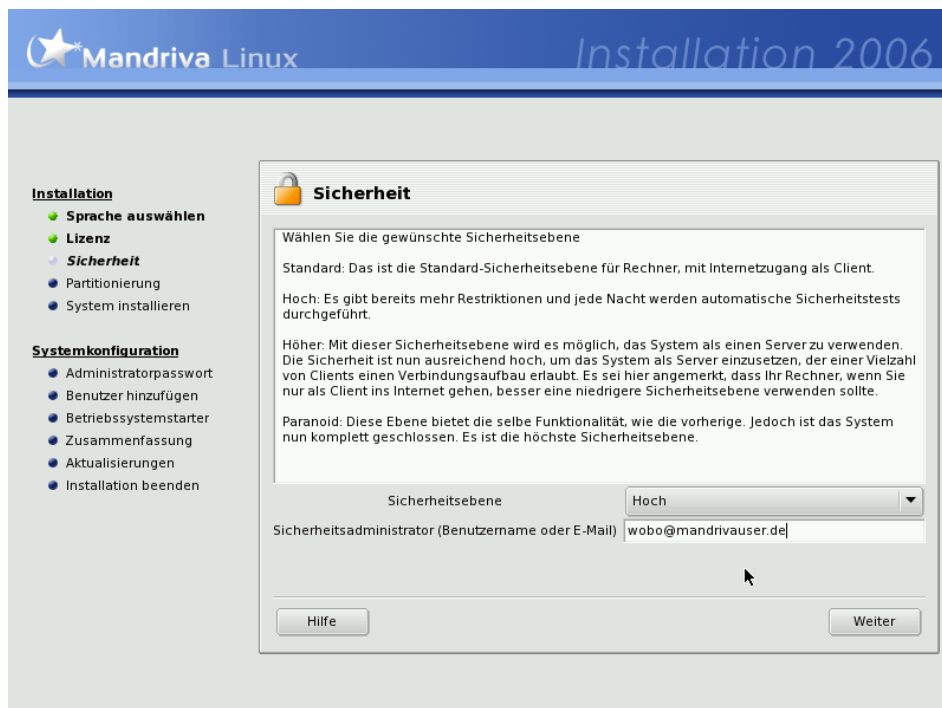 Mandriva Linux
Installation 2006
Installation
Sprache auswählen
Lizenz
Sicherheit
Partitionierung
System installieren
Systemkonfiguration
Administratorpasswort
Benutzer hinzufügen
Betriebssystemstarter
Zusammenfassung
Aktualisierungen
Installation beenden
Sicherheit
Wählen Sie die gewünschte Sicherheitsebene
Standard: Das ist die Standard-Sicherheitsebene für Rechner, mit Internetzugang als Client.
Hoch: Es gibt bereits mehr Restriktionen und jede Nacht werden automatische Sicherheitstests
durchgeführt.
Höher: Mit dieser Sicherheitsebene wird es möglich, das System als einen Server zu verwenden.
Die Sicherheit ist nun ausreichend hoch, um das System als Server einzusetzen, der einer Vielzahl
von Clients einen Verbindungsaufbau erlaubt. Es sei hier angemerkt, dass Ihr Rechner, wenn Sie
nur als Client ins Internet gehen, besser eine niedrigere Sicherheitsebene verwenden sollte.
Paranoid: Diese Ebene bietet die selbe Funktionalität, wie die vorherige. Jedoch ist das System
nun komplett geschlossen. Es ist die höchste Sicherheitsebene.
Sicherheitsebene
Hoch
Sicherheitsadministrator (Benutzername oder E-Mail)
wobo@mandrivauser.de
Hilfe
Weiter